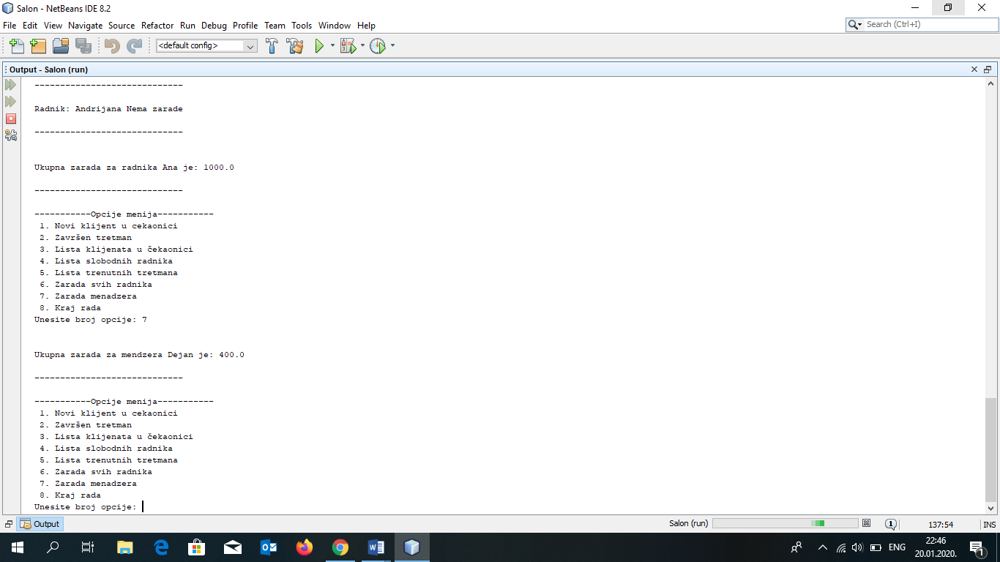 Salon - NetBeans IDE 8.2
File Edit View Navigate Source Refactor Run Debug Profile Team Tools Window Help
Search (Ctrl+I)
<default config>
Output - Salon (run)
-----------------------------
Radnik: Andrijana Nema zarade
-----------------------------
Ukupna zarada za radnika Ana je: 1000.0
-----------------------------
-----------Opcije menija-----------
1. Novi klijent u cekaonici
2. Završen tretman
3. Lista klijenata u čekaonici
4. Lista slobodnih radnika
5. Lista trenutnih tretmana
6. Zarada svih radnika
7. Zarada menadzera
8. Kraj rada
Unesite broj opcije: 7
Ukupna zarada za mendzera Dejan je: 400.0
-----------------------------
-----------Opcije menija-----------
1. Novi klijent u cekaonici
2. Završen tretman
3. Lista klijenata u čekaonici
4. Lista slobodnih radnika
5. Lista trenutnih tretmana
6. Zarada svih radnika
7. Zarada menadzera
8. Kraj rada
Unesite broj opcije:
Output
Salon (run)
1
137:54
INS
ENG
22:46
20.01.2020.
1